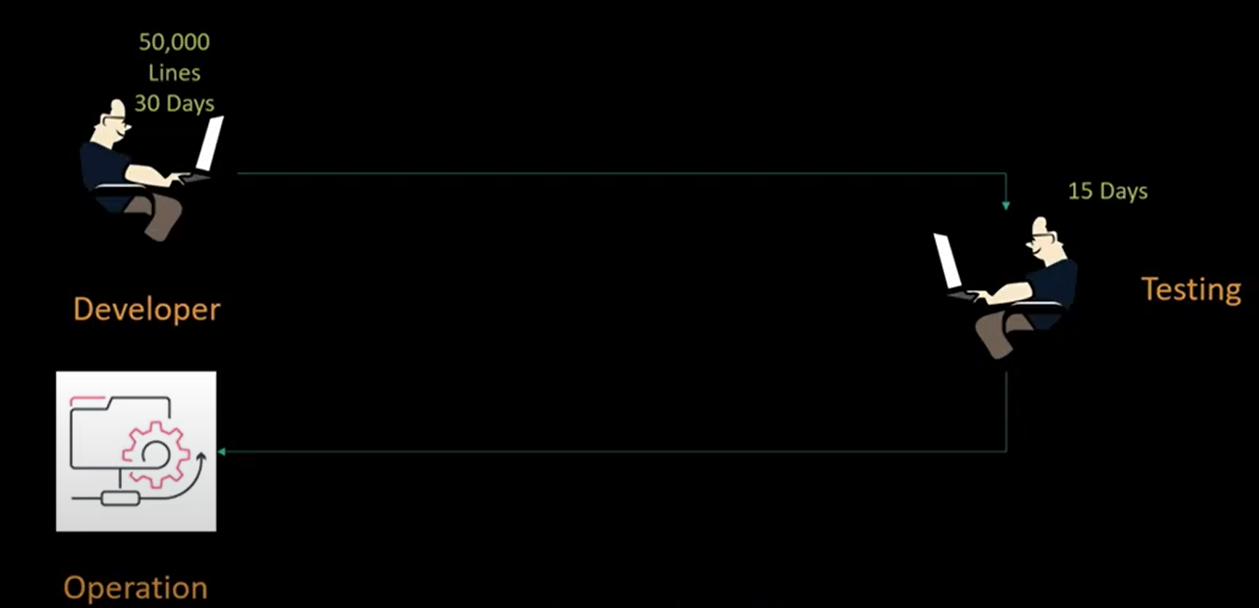 50,000
Lines
30 Days
15 Days
Developer
Testing
Operation